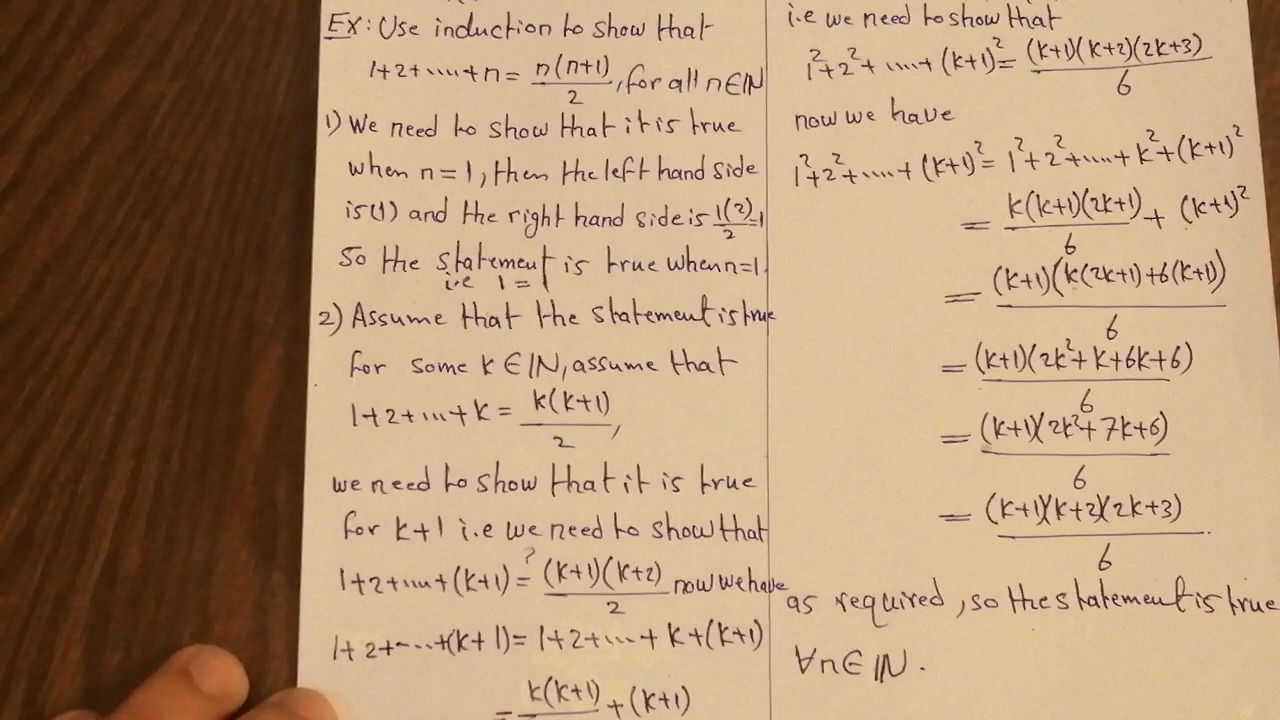 Ex: Use induction to show that
1+2+.....+n = n(n+1)/2, for all n∈ℕ
1) We need to show that it is true
when n=1, then the left hand side
is (1) and the right hand side is 1(2)/2=1
So the statement is true when n=1.
i.e 1 = 1
2) Assume that the statement is true
for some k∈ℕ, assume that
1+2+...+k = k(k+1)/2,
we need to show that it is true
for k+1 i.e we need to show that
1+2+....+(k+1) =? (k+1)(k+2)/2 now we have
1+2+....+(k+1) = 1+2+....+k+(k+1)
= k(k+1) + (k+1)
i.e we need to show that
1²+2²+....+(k+1)² = (k+1)(k+2)(2k+3)/6
now we have
1²+2²+....+(k+1)² = 1²+2²+....+k²+(k+1)²
= k(k+1)(2k+1)/6 + (k+1)²
= (k+1)(k(2k+1)+6(k+1))/6
= (k+1)(2k²+k+6k+6)/6
= (k+1)(2k²+7k+6)/6
= (k+1)(k+2)(2k+3)/6
as required, so the statement is true
∀n∈ℕ.